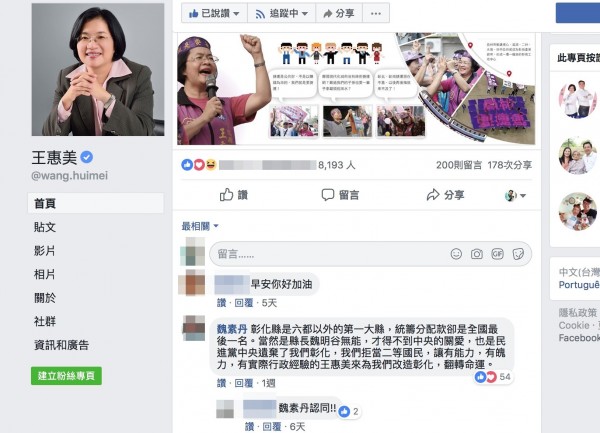 已說讚
追蹤中
分享
王惠美
@wang.huimei
首頁
貼文
影片
相片
關於
社群
資訊和廣告
建立粉絲專頁
8,193 人
200則留言 178次分享
讚
留言
分享
最相關
留言......
GIF
早安你好加油
讚 · 回覆 · 5天
魏素丹 彰化縣是六都以外的第一大縣，統籌分配款卻是全國最
後一名。當然是縣長魏明谷無能，才得不到中央的關愛，也是民
進黨中央遺棄了我們彰化，我們拒當二等國民，讓有能力，有魄
力，有實際行政經驗的王惠美來為我們改造彰化，翻轉命運。
54
讚 · 回覆 · 1週
魏素丹認同!!
2
讚 · 回覆 · 6天
此專頁按讚
中文(台灣
Português
隱私政策
Cookie ·
Facebook